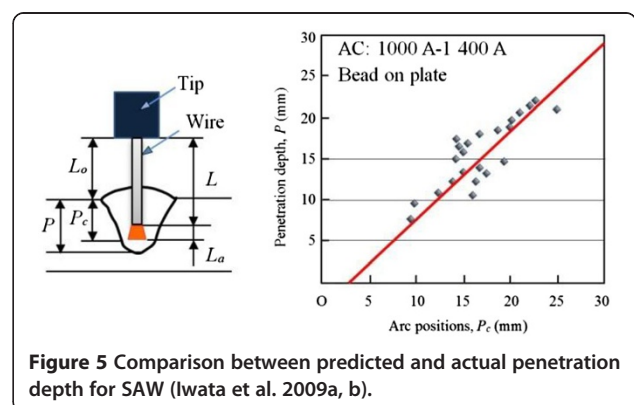 Tip
Wire
Lo
L
P
Pc
La
AC: 1000 A-1 400 A
Bead on plate
Penetration depth, P (mm)
30
25
20
15
10
5
O 5 10 15 20 25 30
Arc positions, Pc (mm)
Figure 5 Comparison between predicted and actual penetration
depth for SAW (Iwata et al. 2009a, b).